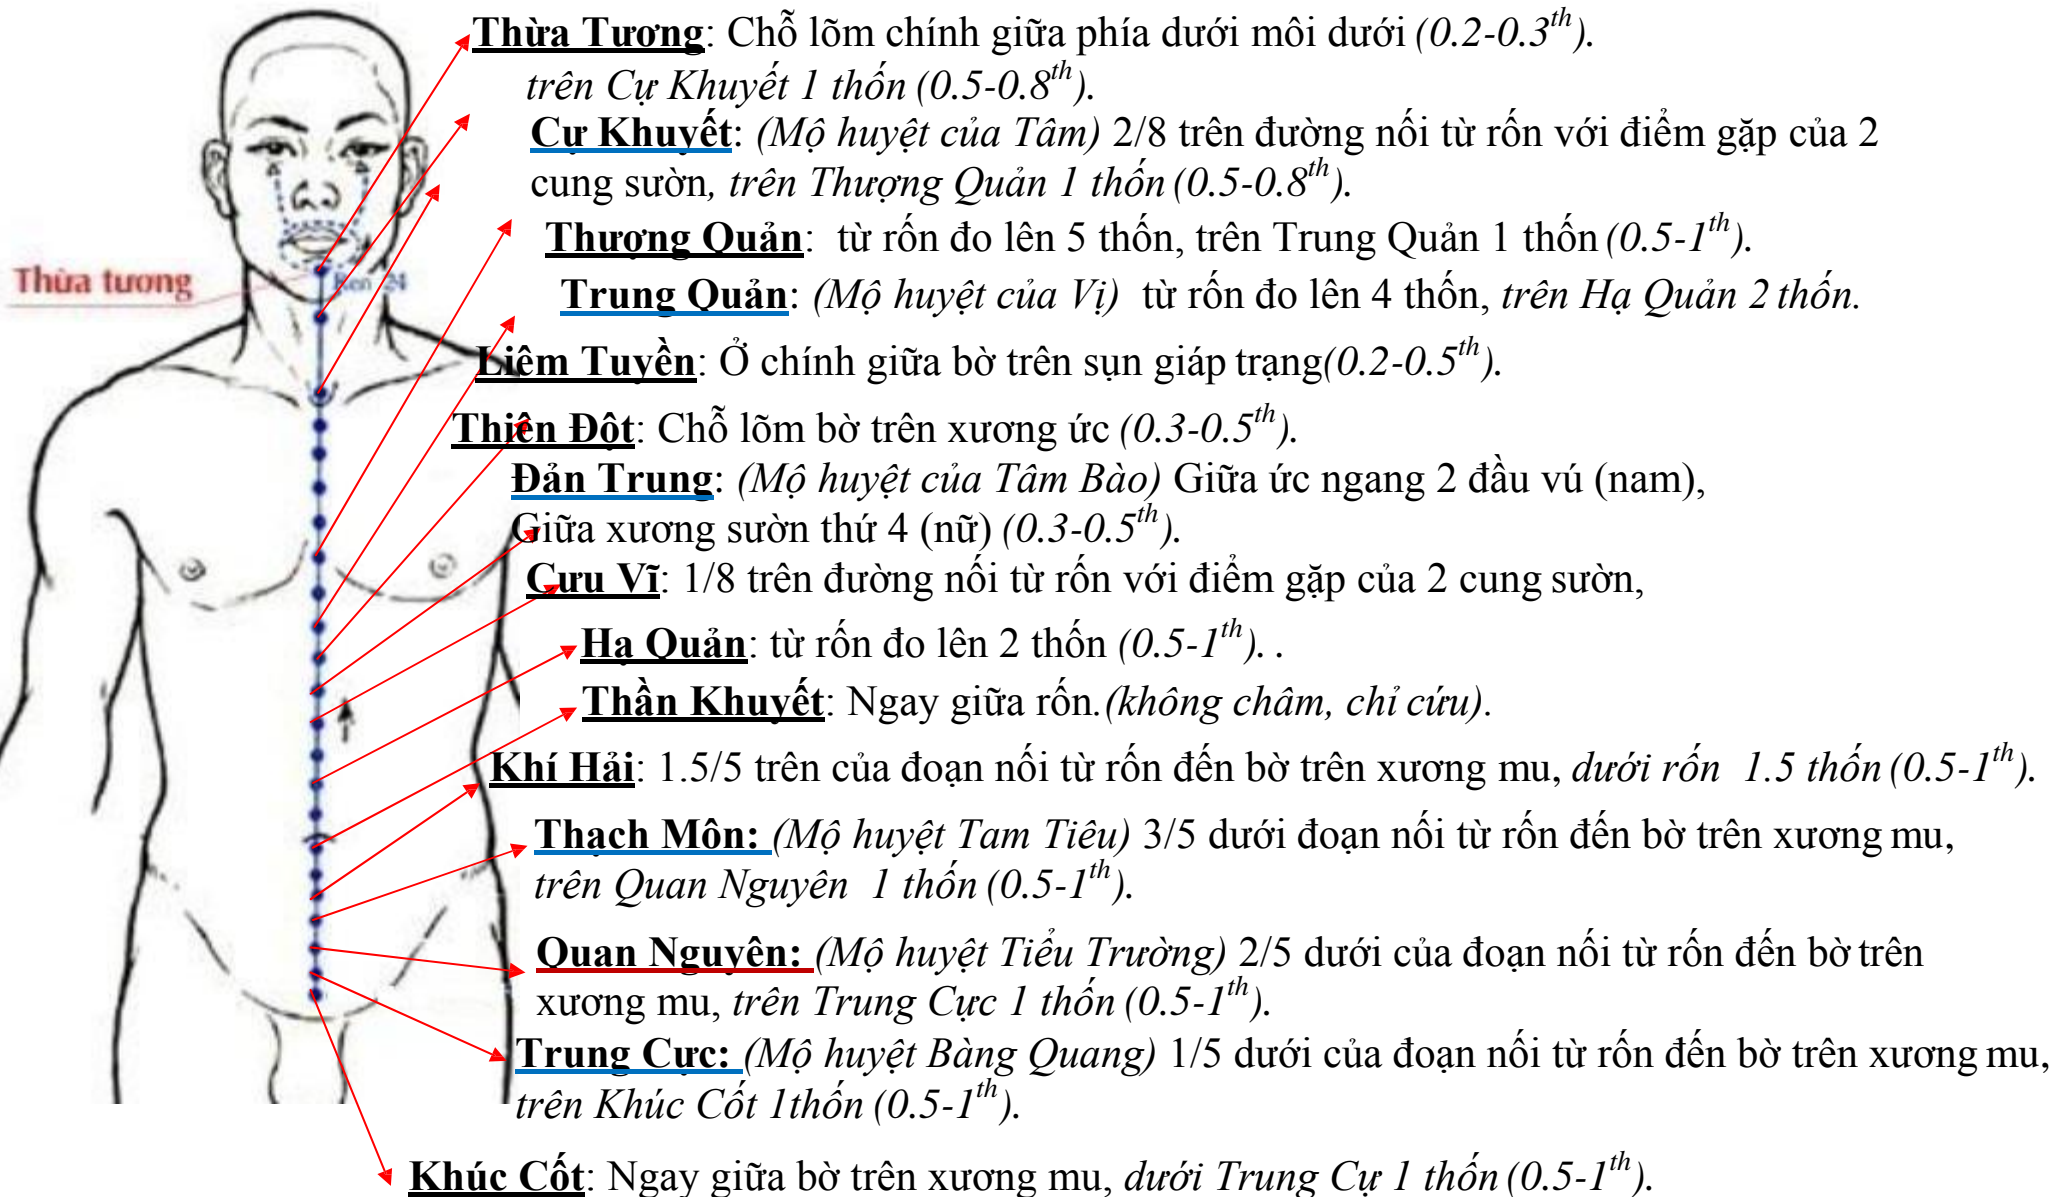 Thừa Tương: Chỗ lõm chính giữa phía dưới môi dưới (0.2-0.3th).
trên Cự Khuyết 1 thốn (0.5-0.8th).
Cự Khuyết: (Mộ huyệt của Tâm) 2/8 trên đường nối từ rốn với điểm gặp của 2
cung sườn, trên Thượng Quản 1 thốn (0.5-0.8th).
Thượng Quản: từ rốn đo lên 5 thốn, trên Trung Quản 1 thốn (0.5-1th).
Thừa tương
Ren 24
Trung Quản: (Mộ huyệt của Vị) từ rốn đo lên 4 thốn, trên Hạ Quản 2 thốn.
Liêm Tuyền: Ở chính giữa bờ trên sụn giáp trạng(0.2-0.5th).
Thiên Đột: Chỗ lõm bờ trên xương ức (0.3-0.5th).
Đản Trung: (Mộ huyệt của Tâm Bào) Giữa ức ngang 2 đầu vú (nam),
Giữa xương sườn thứ 4 (nữ) (0.3-0.5th).
Cưu Vĩ: 1/8 trên đường nối từ rốn với điểm gặp của 2 cung sườn,
Hạ Quản: từ rốn đo lên 2 thốn (0.5-1th). .
Thần Khuyết: Ngay giữa rốn.(không châm, chỉ cứu).
Khí Hải: 1.5/5 trên của đoạn nối từ rốn đến bờ trên xương mu, dưới rốn 1.5 thốn (0.5-1th).
Thạch Môn: (Mộ huyệt Tam Tiêu) 3/5 dưới đoạn nối từ rốn đến bờ trên xương mu,
trên Quan Nguyên 1 thốn (0.5-1th).
Quan Nguyên: (Mộ huyệt Tiểu Trường) 2/5 dưới của đoạn nối từ rốn đến bờ trên
xương mu, trên Trung Cực 1 thốn (0.5-1th).
Trung Cực: (Mộ huyệt Bàng Quang) 1/5 dưới của đoạn nối từ rốn đến bờ trên xương mu,
trên Khúc Cốt 1thốn (0.5-1th).
Khúc Cốt: Ngay giữa bờ trên xương mu, dưới Trung Cự 1 thốn (0.5-1th).